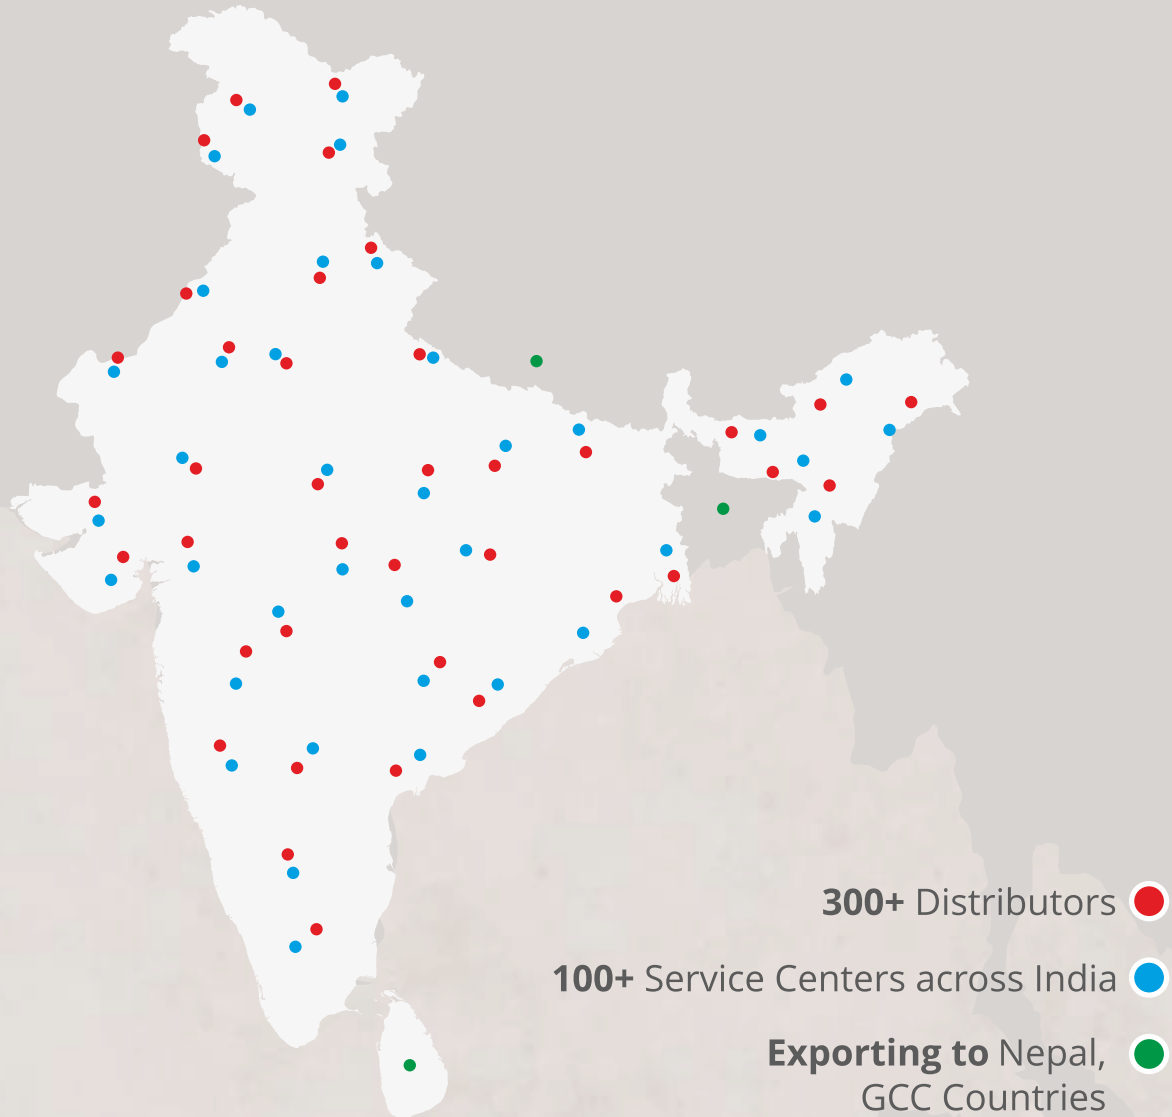 300+ Distributors
100+ Service Centers across India
Exporting to Nepal,
GCC Countries